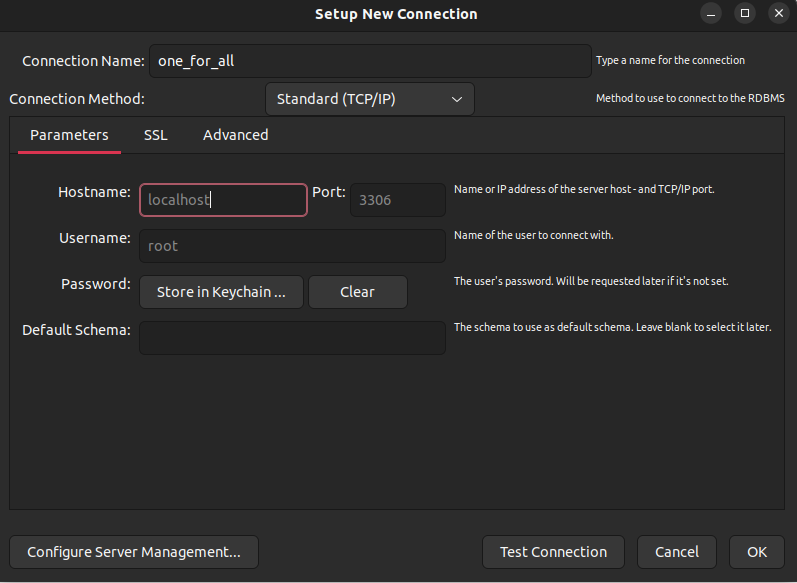 Setup New Connection
Connection Name: one_for_all Type a name for the connection
Connection Method: Standard (TCP/IP) Method to use to connect to the RDBMS
Parameters SSL Advanced
Hostname: localhost Port: 3306 Name or IP address of the server host - and TCP/IP port.
Username: root Name of the user to connect with.
Password: Store in Keychain ... Clear The user's password. Will be requested later if it's not set.
Default Schema: The schema to use as default schema. Leave blank to select it later.
Configure Server Management... Test Connection Cancel OK